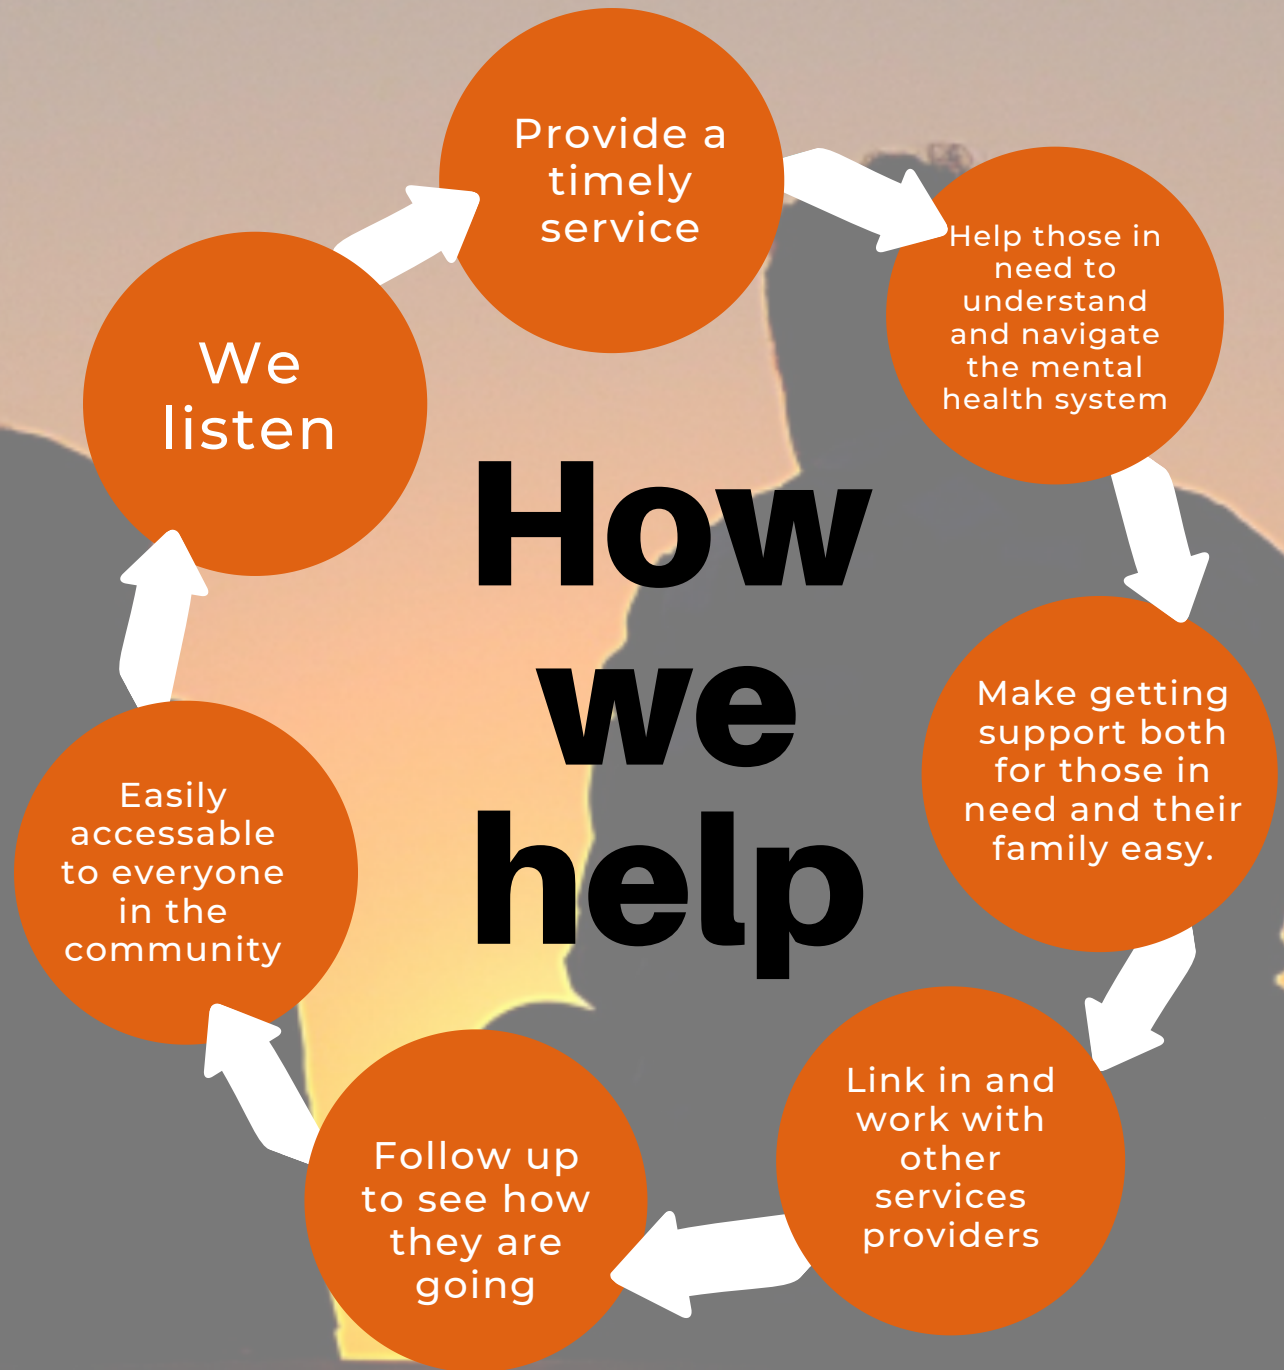 Provide a
timely
service
Help those in
need to
understand
and navigate
the mental
health system
Make getting
support both
for those in
need and their
family easy.
Link in and
work with
other
services
providers
Follow up
to see how
they are
going
Easily
accessable
to everyone
in the
community
We
listen
How
we
help